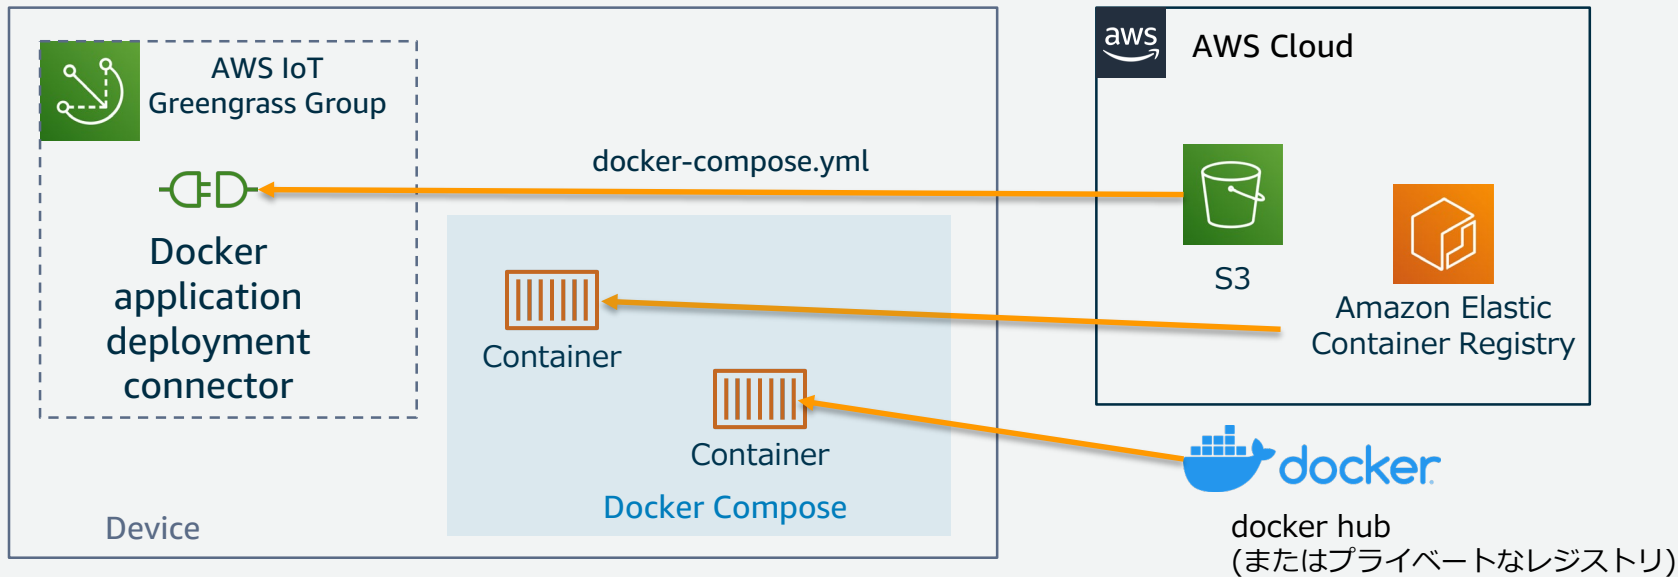 AWS IoT
Greengrass Group
Docker
application
deployment
connector
docker-compose.yml
Container
Container
Docker Compose
Device
aws
AWS Cloud
S3
Amazon Elastic
Container Registry
docker
docker hub
(またはプライベートなレジストリ)